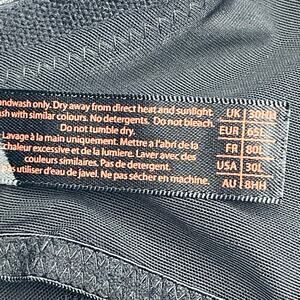 Handwash only. Dry away from direct heat and sunlight.
ash with similar colours. No detergents. Do not bleach.
Do not tumble dry.
Lavage à la main uniquement. Mettre a l'abri de la
chaleur excessive et de la lumiere. Laver avec des
couleurs similaires. Pas de detergent.
pas utiliser d'eau de javel. Ne pas sécher en machine.
UK 30HH
EUR 65L
FR 80L
USA 30L
AU 8HH